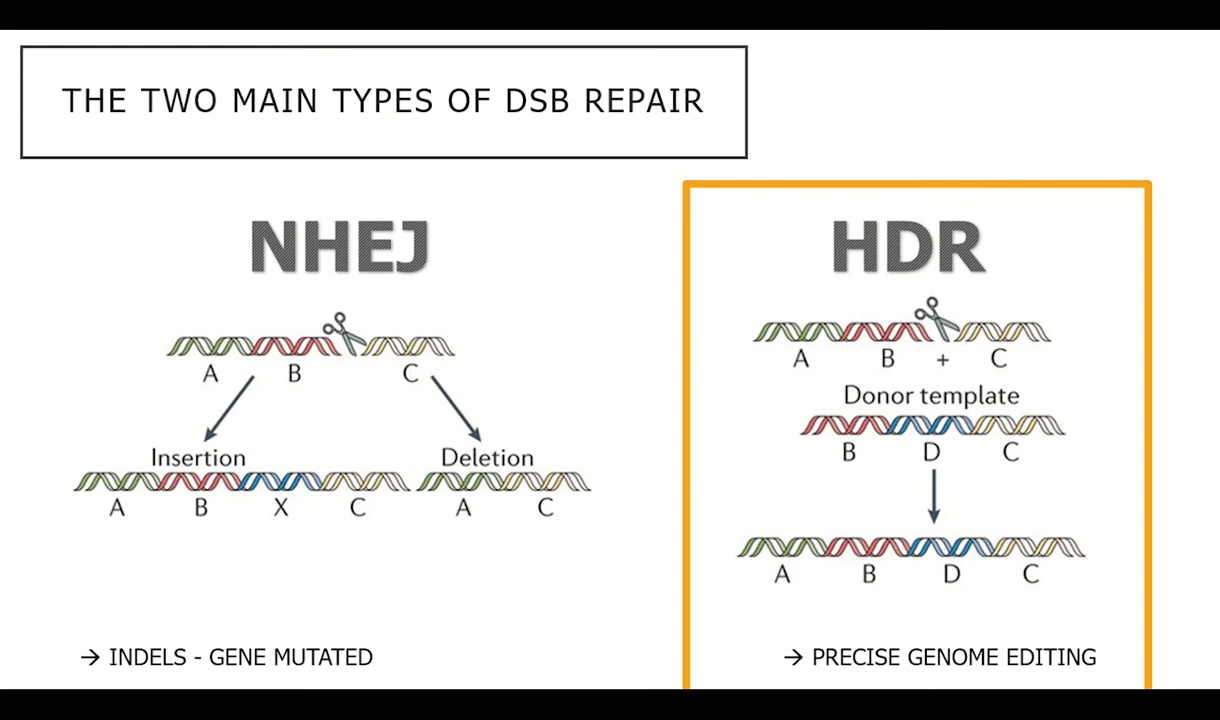 THE TWO MAIN TYPES OF DSB REPAIR
NHEJ
A B C
Insertion Deletion
A B X C A C
→ INDELS - GENE MUTATED
HDR
A B + C
Donor template
B D C
A B D C
→ PRECISE GENOME EDITING